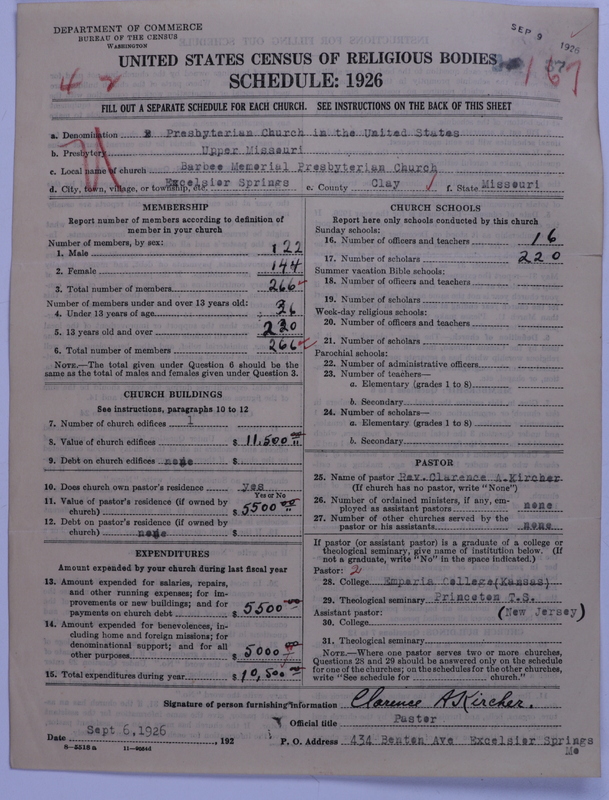 DEPARTMENT OF COMMERCE
BUREAU OF THE CENSUS
WASHINGTON
SEP 9 1926
UNITED STATES CENSUS OF RELIGIOUS BODIES
SCHEDULE: 1926
167
FILL OUT A SEPARATE SCHEDULE FOR EACH CHURCH. SEE INSTRUCTIONS ON THE BACK OF THIS SHEET
a. Denomination Presbyterian Church in the United States
b. Presbytery Upper Missouri
c. Local name of church Barbee Memorial Presbyterian Church
d. City, town, village, or township, etc. Excelsior Springs e. County Clay f. State Missouri
MEMBERSHIP
Report number of members according to definition of
member in your church
Number of members, by sex:
1. Male 122
2. Female 144
3. Total number of members 266
Number of members under and over 13 years old:
4. Under 13 years of age 36
5. 13 years old and over 230
6. Total number of members 266
NOTE.—The total given under Question 6 should be the
same as the total of males and females given under Question 3.
CHURCH BUILDINGS
See instructions, paragraphs 10 to 12
7. Number of church edifices 1
8. Value of church edifices $ 11,500 00
9. Debt on church edifices none $
10. Does church own pastor's residence yes
Yes or No
11. Value of pastor's residence (if owned by
church) $ 5500 00
12. Debt on pastor's residence (if owned by
church) none $
EXPENDITURES
Amount expended by your church during last fiscal year
13. Amount expended for salaries, repairs,
and other running expenses; for im-
provements or new buildings; and for
payments on church debt $ 5500 00
14. Amount expended for benevolences, in-
cluding home and foreign missions; for
denominational support; and for all
other purposes $ 5000 00
15. Total expenditures during year $ 10,500 00
CHURCH SCHOOLS
Report here only schools conducted by this church
Sunday schools:
16. Number of officers and teachers 16
17. Number of scholars 220
Summer vacation Bible schools:
18. Number of officers and teachers
19. Number of scholars
Week-day religious schools:
20. Number of officers and teachers
21. Number of scholars
Parochial schools:
22. Number of administrative officers
23. Number of teachers—
a. Elementary (grades 1 to 8)
b. Secondary
24. Number of scholars—
a. Elementary (grades 1 to 8)
b. Secondary
PASTOR
25. Name of pastor Rev. Clarence A.Kircher
(If church has no pastor, write "None")
26. Number of ordained ministers, if any, em-
ployed as assistant pastors none
27. Number of other churches served by the
pastor or his assistants none
If pastor (or assistant pastor) is a graduate of a college or
theological seminary, give name of institution below. (If
not a graduate, write "No" in the space indicated.)
Pastor: 2
28. College Emporia College(Kansas)
29. Theological seminary Princeton T.S.
Assistant pastor: (New Jersey)
30. College
31. Theological seminary
NOTE.—Where one pastor serves two or more churches,
Questions 28 and 29 should be answered only on the schedule
for one of the churches; on the schedules for the other churches,
write "See schedule for church."
Signature of person furnishing information Clarence A Kircher.
Official title Pastor
Date Sept 6,1926 , 192 P. O. Address 434 Benton Ave Excelsior Springs
Mo
8-5518a